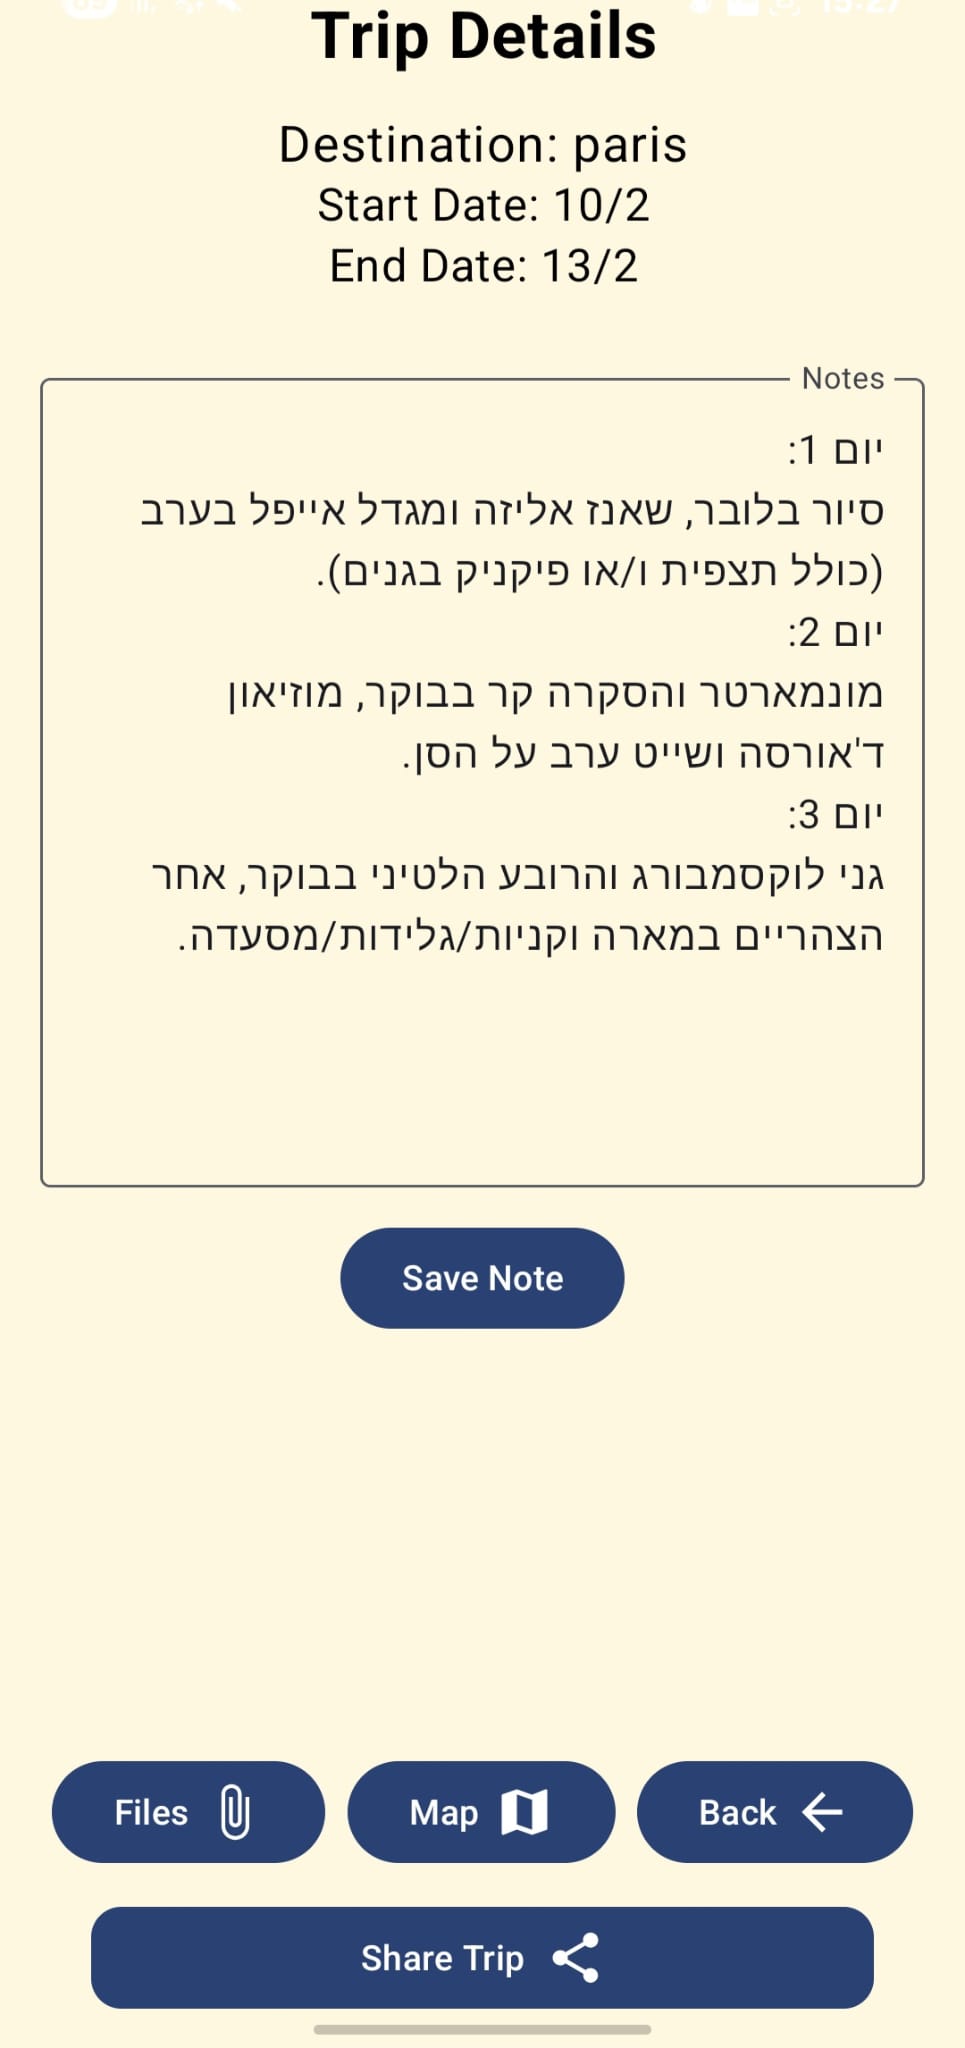 Trip Details
Destination: paris
Start Date: 10/2
End Date: 13/2
Notes
יום 1:
סיור בלובר, שאנז אליזה ומגדל אייפל בערב
(כולל תצפית ו/או פיקניק בגנים).
יום 2:
מונמארטר והסקרה קר בבוקר, מוזיאון
ד'אורסה ושייט ערב על הסן.
יום 3:
גני לוקסמבורג והרובע הלטיני בבוקר, אחר
הצהריים במארה וקניות/גלידות/מסעדה.
Save Note
Files
Map
Back
Share Trip